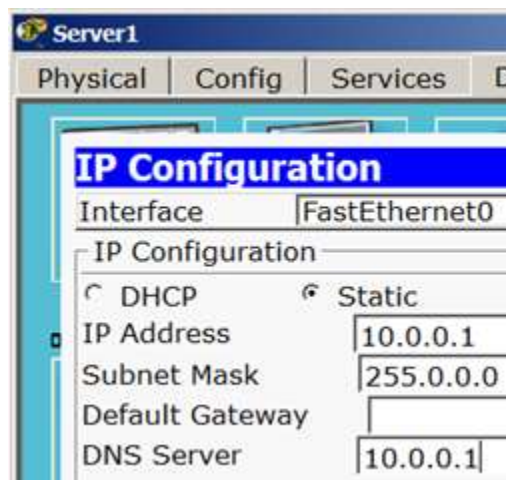 Server1
Physical Config Services
IP Configuration
Interface FastEthernet0
IP Configuration
DHCP Static
IP Address 10.0.0.1
Subnet Mask 255.0.0.0
Default Gateway
DNS Server 10.0.0.1